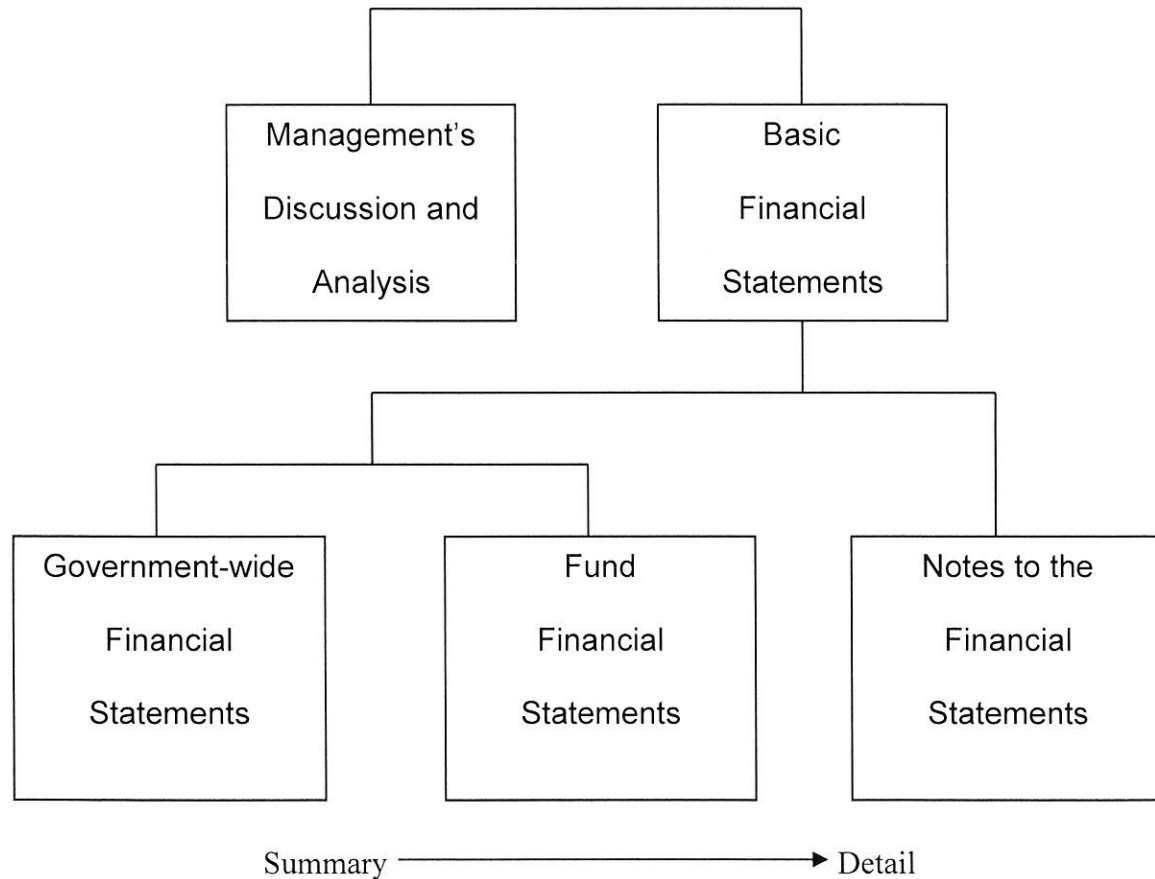 Management’s
Discussion and
Analysis
Basic
Financial
Statements
Government-wide
Financial
Statements
Fund
Financial
Statements
Notes to the
Financial
Statements
Summary
Detail